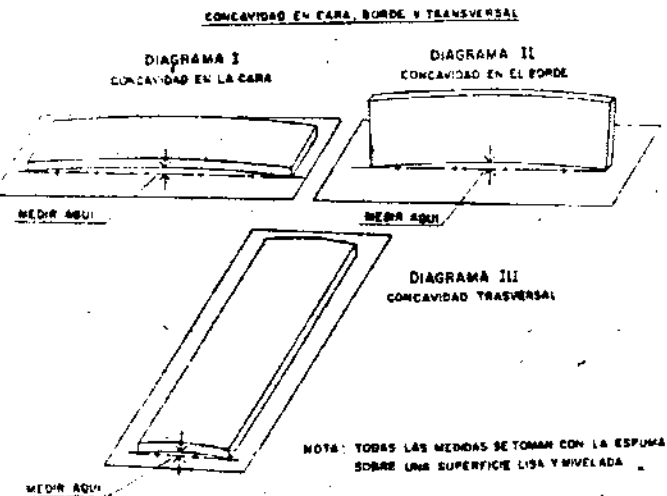 CONCAVIDAD EN CARA, BORDE Y TRANSVERSAL
DIAGRAMA I
CONCAVIDAD EN LA CARA
DIAGRAMA II
CONCAVIDAD EN EL BORDE
MEDIR AQUI
MEDIR AQUI
DIAGRAMA III
CONCAVIDAD TRASVERSAL
NOTA: TODAS LAS MEDIDAS SE TOMAN CON LA ESPUMA
SOBRE UNA SUPERFICIE LISA Y NIVELADA
MEDIR AQUI